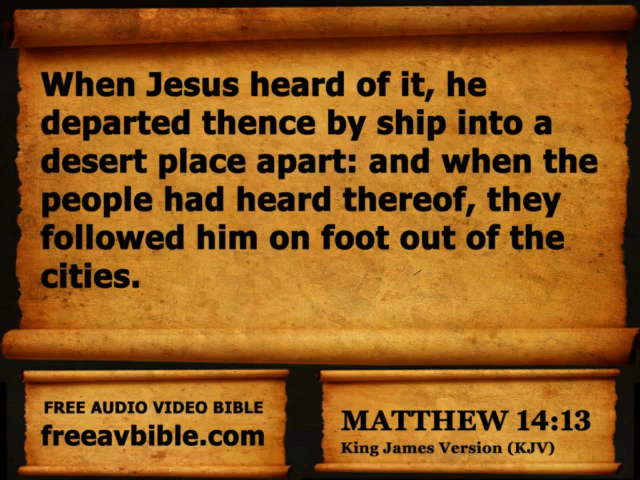 When Jesus heard of it, he
departed thence by ship into a
desert place apart: and when the
people had heard thereof, they
followed him on foot out of the
cities.
FREE AUDIO VIDEO BIBLE
freeavbible.com
MATTHEW 14:13
King James Version (KJV)